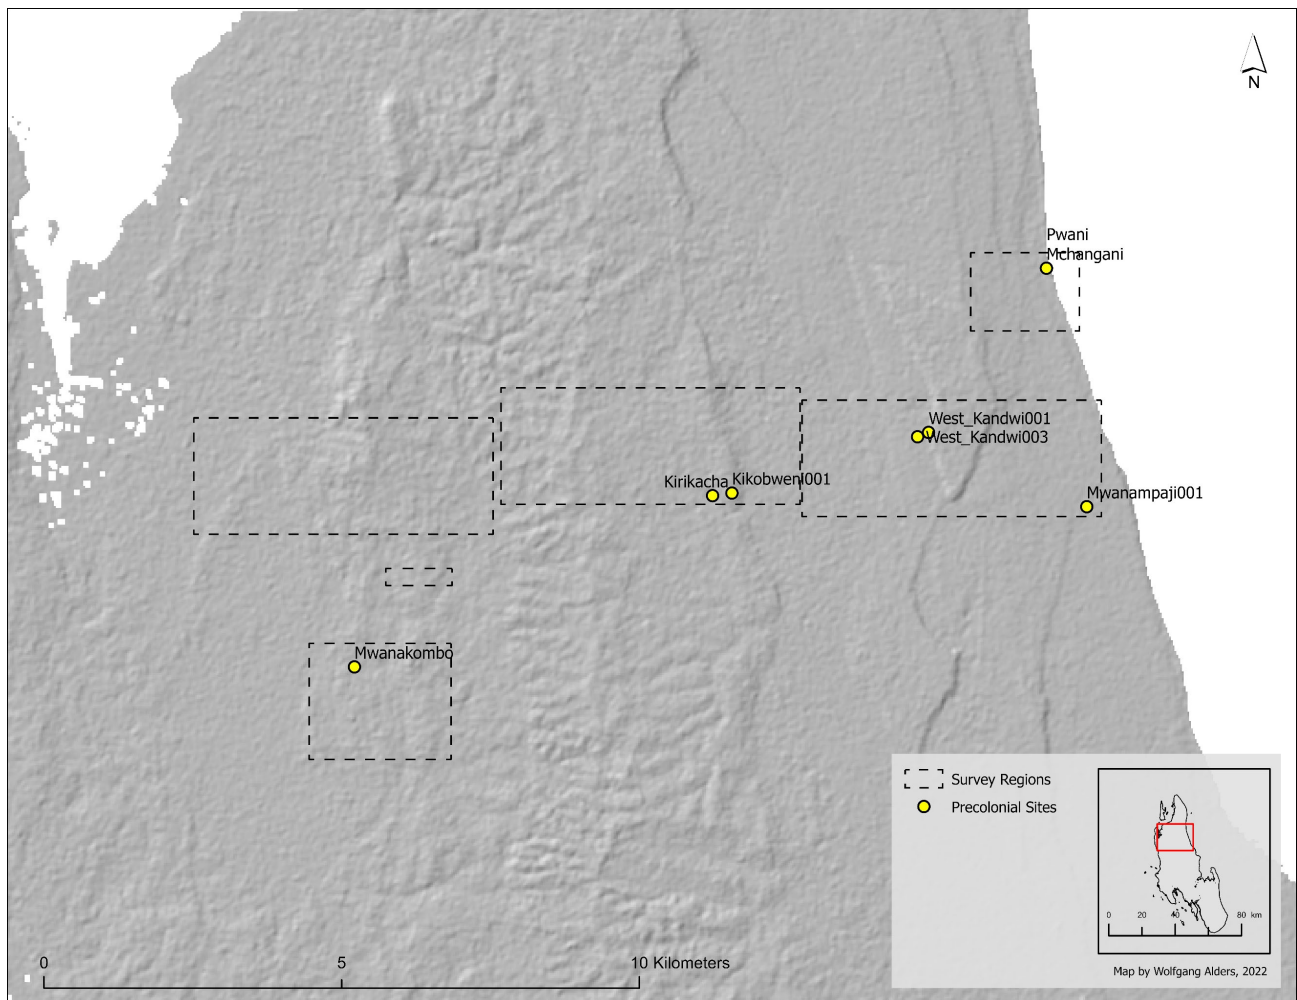 N
Pwani
Mchangani
West_Kandwi001
West_Kandwi003
Kirikacha
Kikobweni001
Mwanampaji001
Mwanakombo
Survey Regions
Precolonial Sites
0 20 40 80 km
Map by Wolfgang Alders, 2022
0 5 10 Kilometers